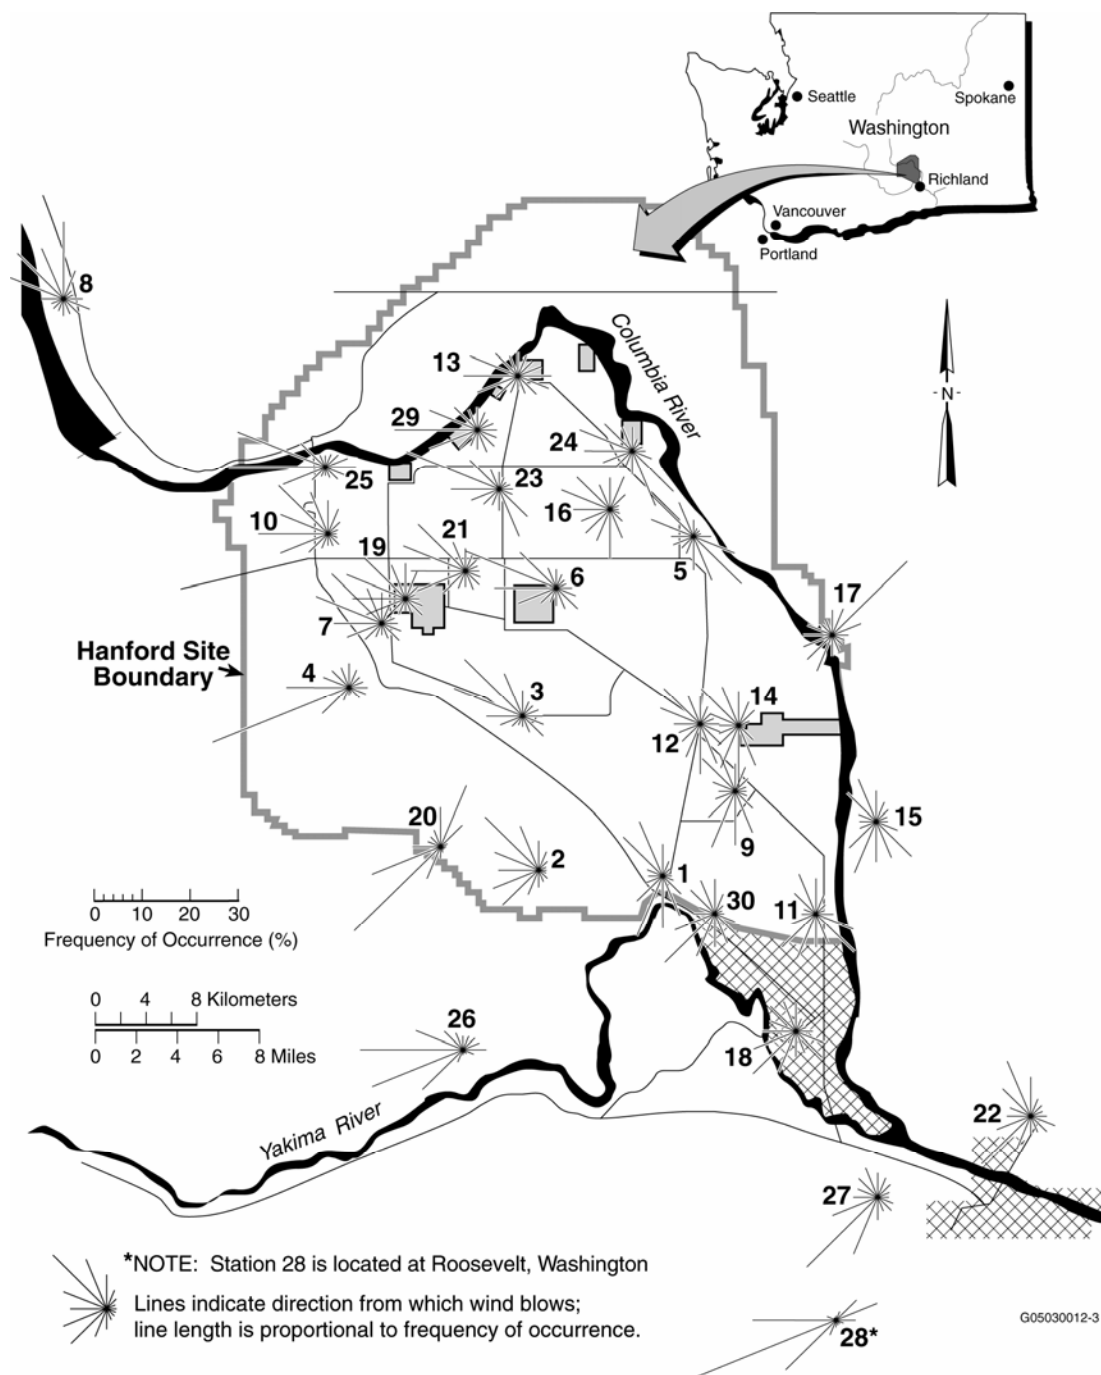 Seattle
Spokane
Washington
Richland
Vancouver
Portland
8
Columbia River
-N-
13
29
24
25
23
16
10
21
19
5
6
17
7
Hanford Site
Boundary
4
3
14
12
20
15
2
9
1
30
11
0 10 20 30
Frequency of Occurrence (%)
0 4 8 Kilometers
0 2 4 6 8 Miles
26
18
22
Yakima River
27
*NOTE: Station 28 is located at Roosevelt, Washington
Lines indicate direction from which wind blows;
line length is proportional to frequency of occurrence.
G05030012-3
28*